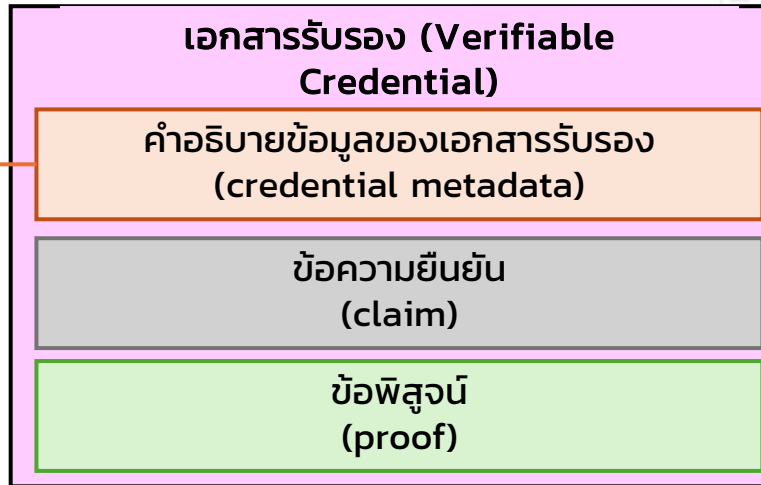 เอกสารรับรอง (Verifiable
Credential)
คำอธิบายข้อมูลของเอกสารรับรอง
(credential metadata)
ข้อความยืนยัน
(claim)
ข้อพิสูจน์
(proof)